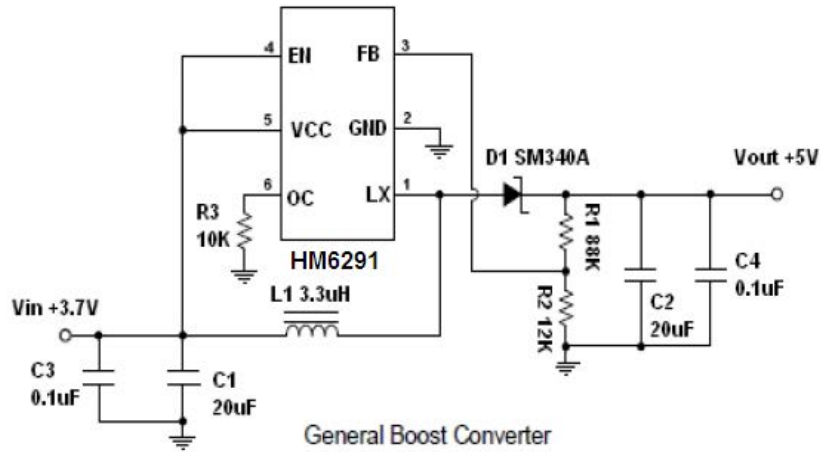 4
EN
FB
3
5
VCC
GND
2
6
OC
LX
1
HM6291
R3
10K
D1 SM340A
Vout +5V
R1 88K
R2 12K
C2
20uF
C4
0.1uF
L1 3.3uH
Vin +3.7V
C3
0.1uF
C1
20uF
General Boost Converter